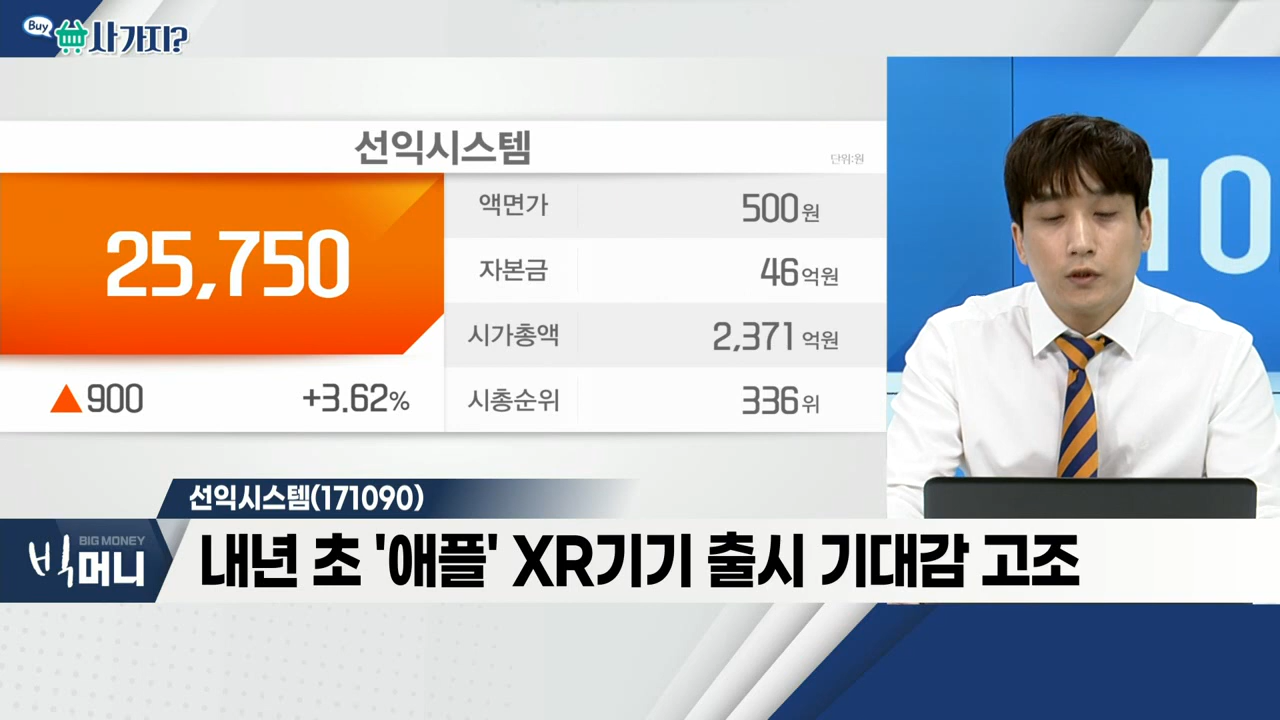 Buy
사가지?
선익시스템
단위:원
25,750
▲900 +3.62%
액면가 500원
자본금 46억원
시가총액 2,371억원
시총순위 336위
10
선익시스템(171090)
BIG MONEY
빅머니
내년 초 '애플' XR기기 출시 기대감 고조